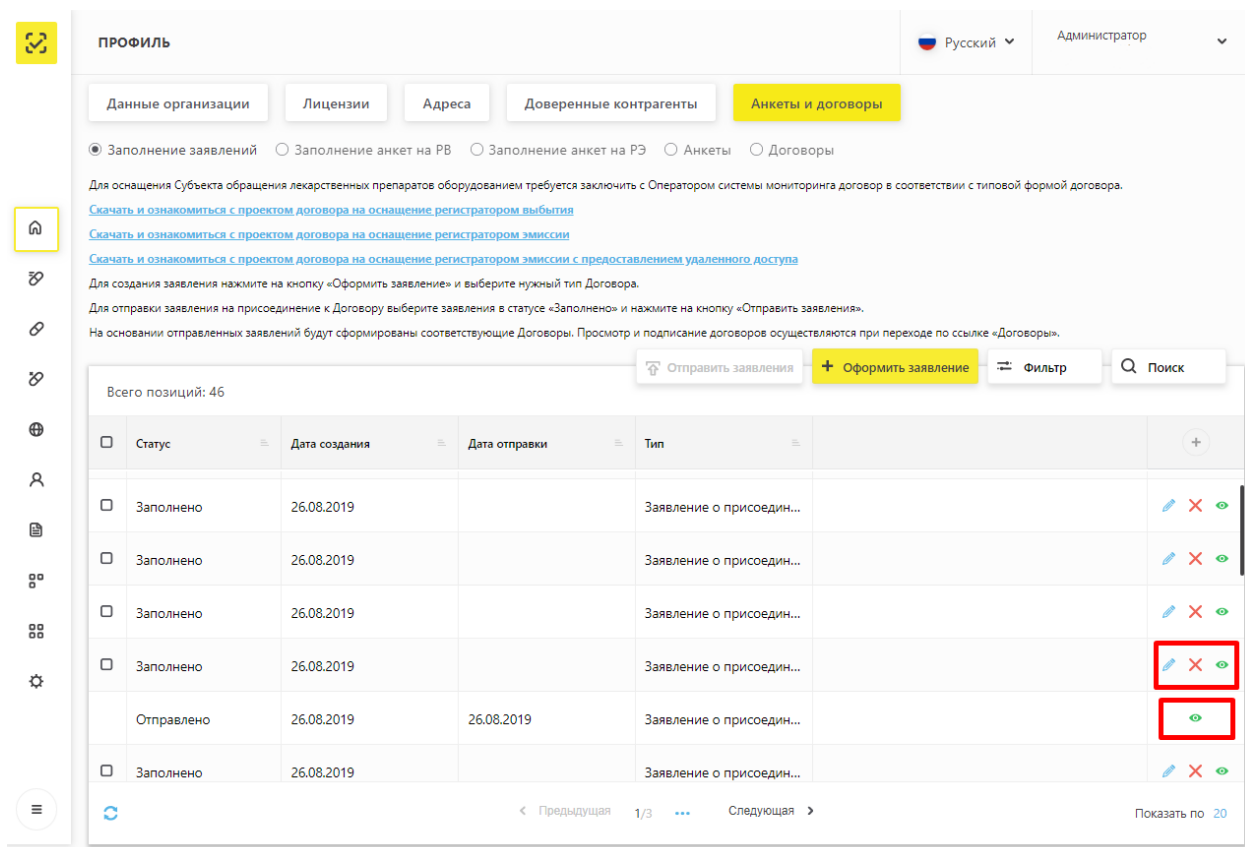 ПРОФИЛЬ
Русский
Администратор
Данные организации Лицензии Адреса Доверенные контрагенты Анкеты и договоры
Заполнение заявлений Заполнение анкет на РВ Заполнение анкет на РЭ Анкеты Договоры
Для оснащения Субъекта обращения лекарственных препаратов оборудованием требуется заключить с Оператором системы мониторинга договор в соответствии с типовой формой договора.
Скачать и ознакомиться с проектом договора на оснащение регистратором выбытия
Скачать и ознакомиться с проектом договора на оснащение регистратором эмиссии
Скачать и ознакомиться с проектом договора на оснащение регистратором эмиссии с предоставлением удаленного доступа
Для создания заявления нажмите на кнопку «Оформить заявление» и выберите нужный тип Договора.
Для отправки заявления на присоединение к Договору выберите заявления в статусе «Заполнено» и нажмите на кнопку «Отправить заявления».
На основании отправленных заявлений будут сформированы соответствующие Договоры. Просмотр и подписание договоров осуществляются при переходе по ссылке «Договоры».
Отправить заявления + Оформить заявление Фильтр Поиск
Всего позиций: 46
Статус Дата создания Дата отправки Тип +
Заполнено 26.08.2019 Заявление о присоедин...
Заполнено 26.08.2019 Заявление о присоедин...
Заполнено 26.08.2019 Заявление о присоедин...
Заполнено 26.08.2019 Заявление о присоедин...
Отправлено 26.08.2019 26.08.2019 Заявление о присоедин...
Заполнено 26.08.2019 Заявление о присоедин...
Предыдущая 1/3 ... Следующая Показать по 20